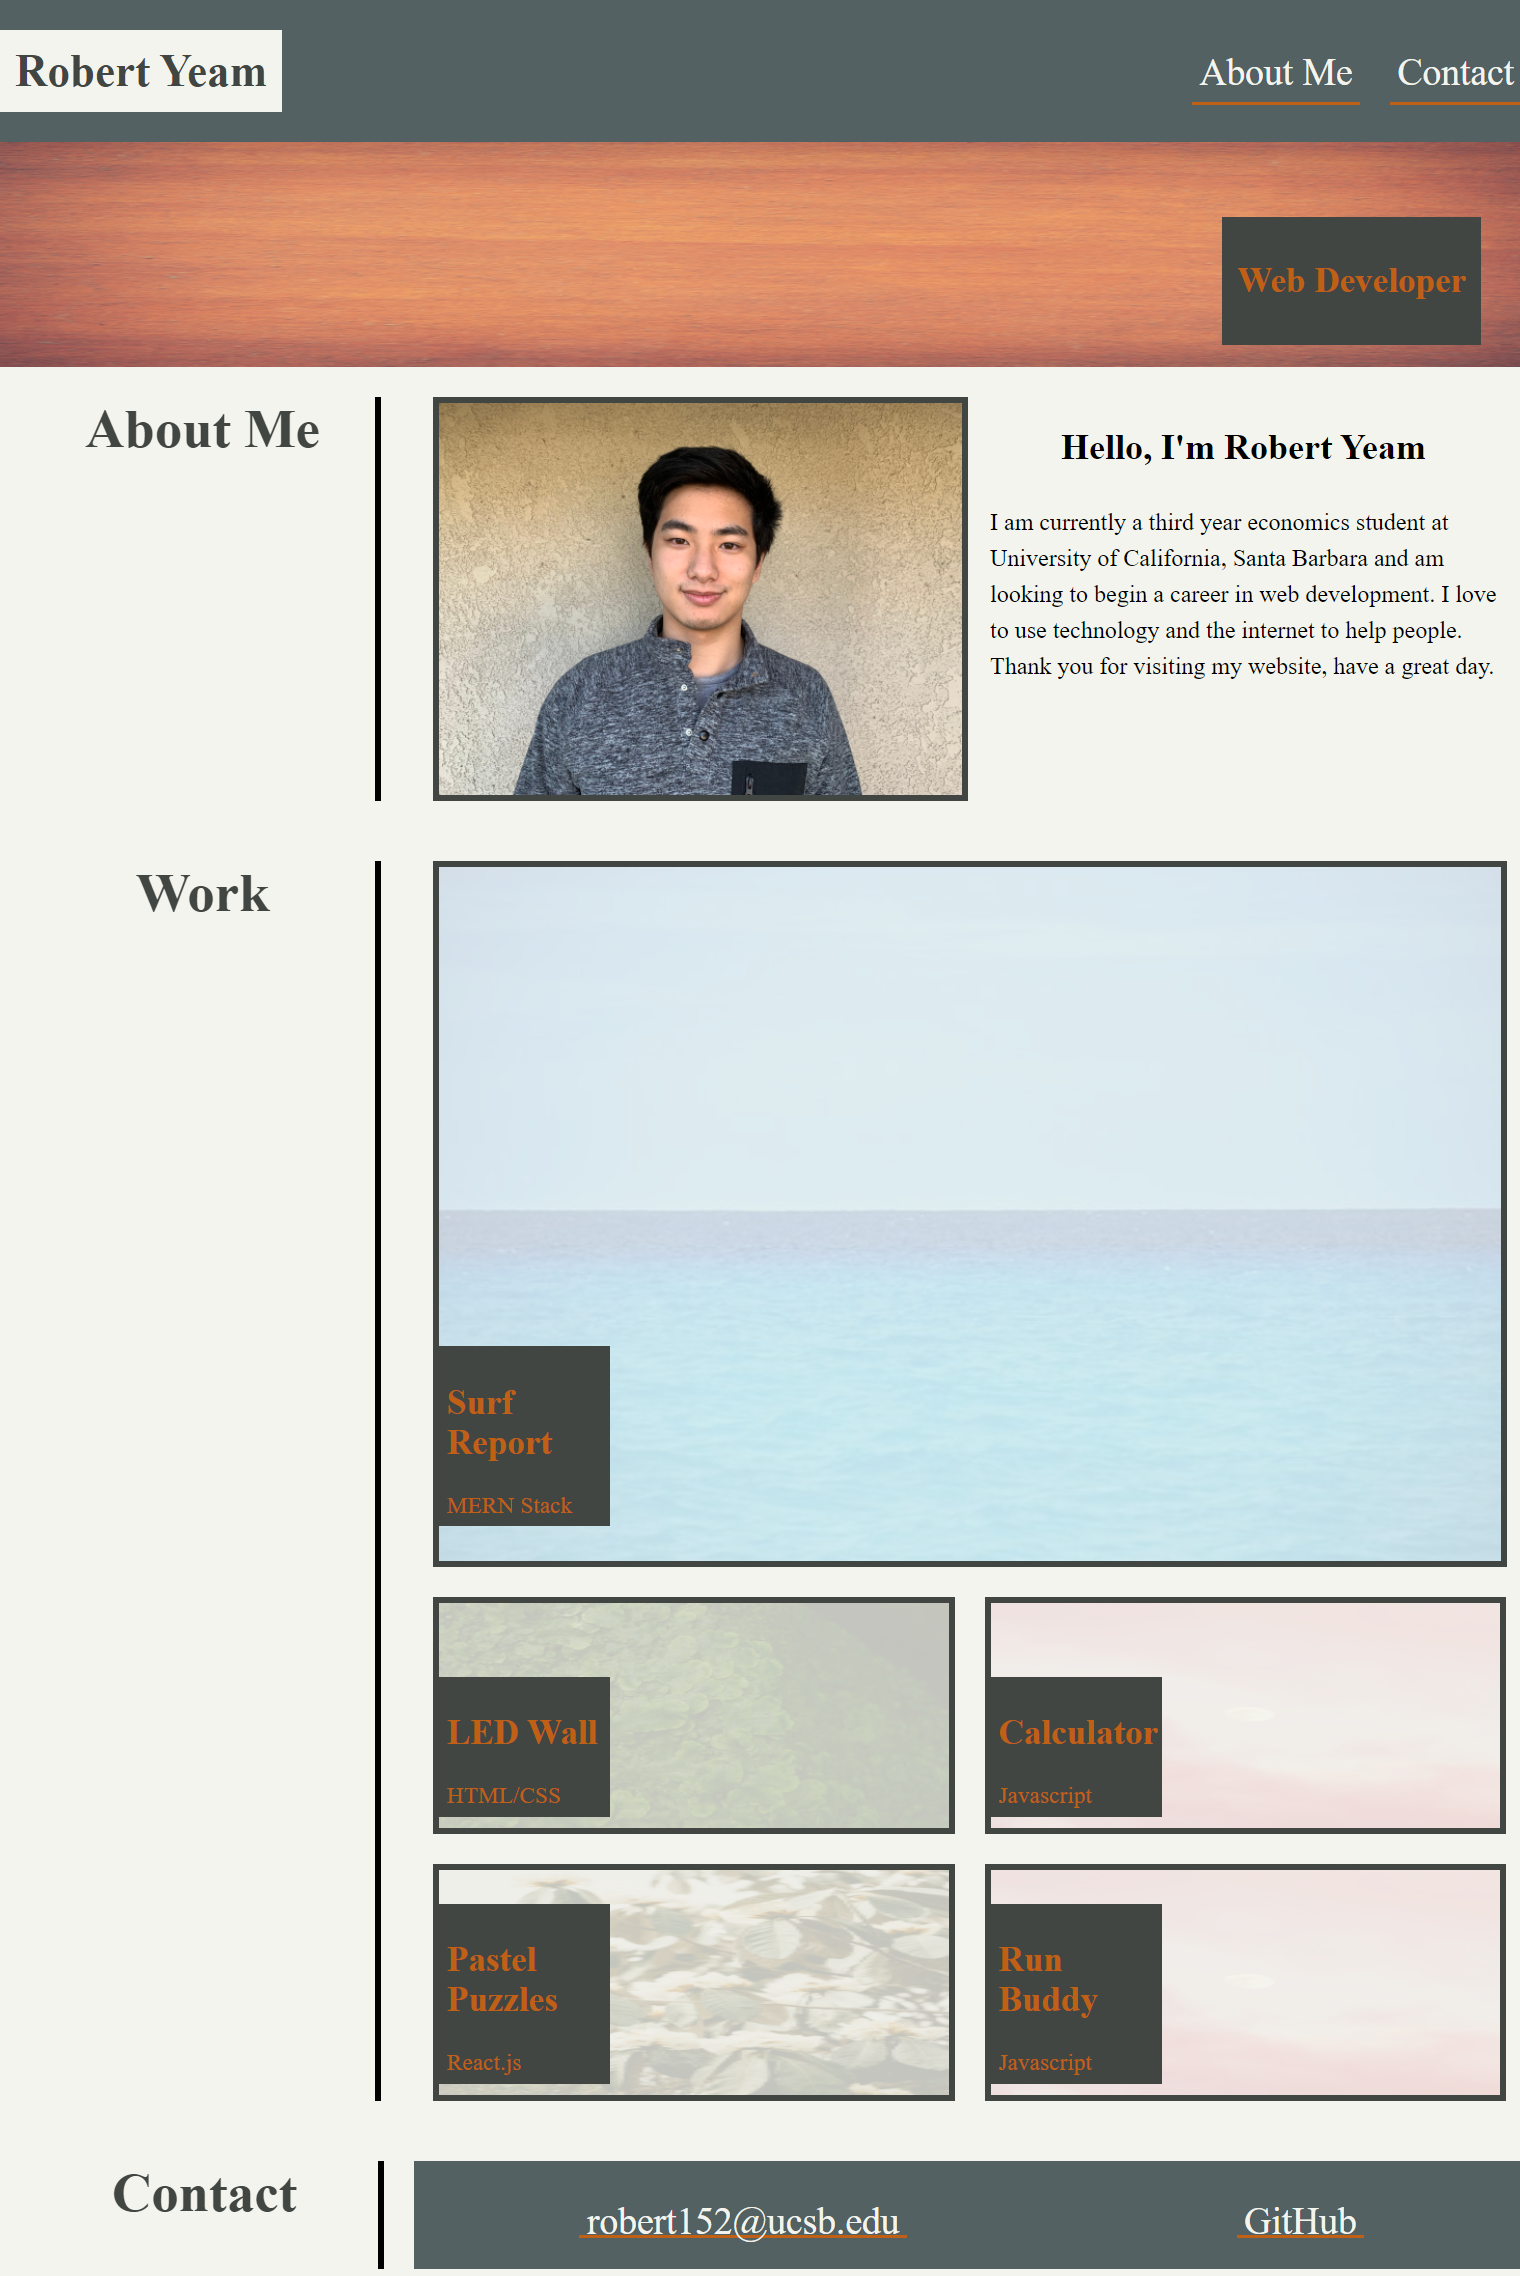 Robert Yeam
About Me
Contact
Web Developer
About Me
Hello, I'm Robert Yeam
I am currently a third year economics student at
University of California, Santa Barbara and am
looking to begin a career in web development. I love
to use technology and the internet to help people.
Thank you for visiting my website, have a great day.
Work
Surf
Report
MERN Stack
LED Wall
HTML/CSS
Calculator
Javascript
Pastel
Puzzles
React.js
Run
Buddy
Javascript
Contact
robert152@ucsb.edu
GitHub